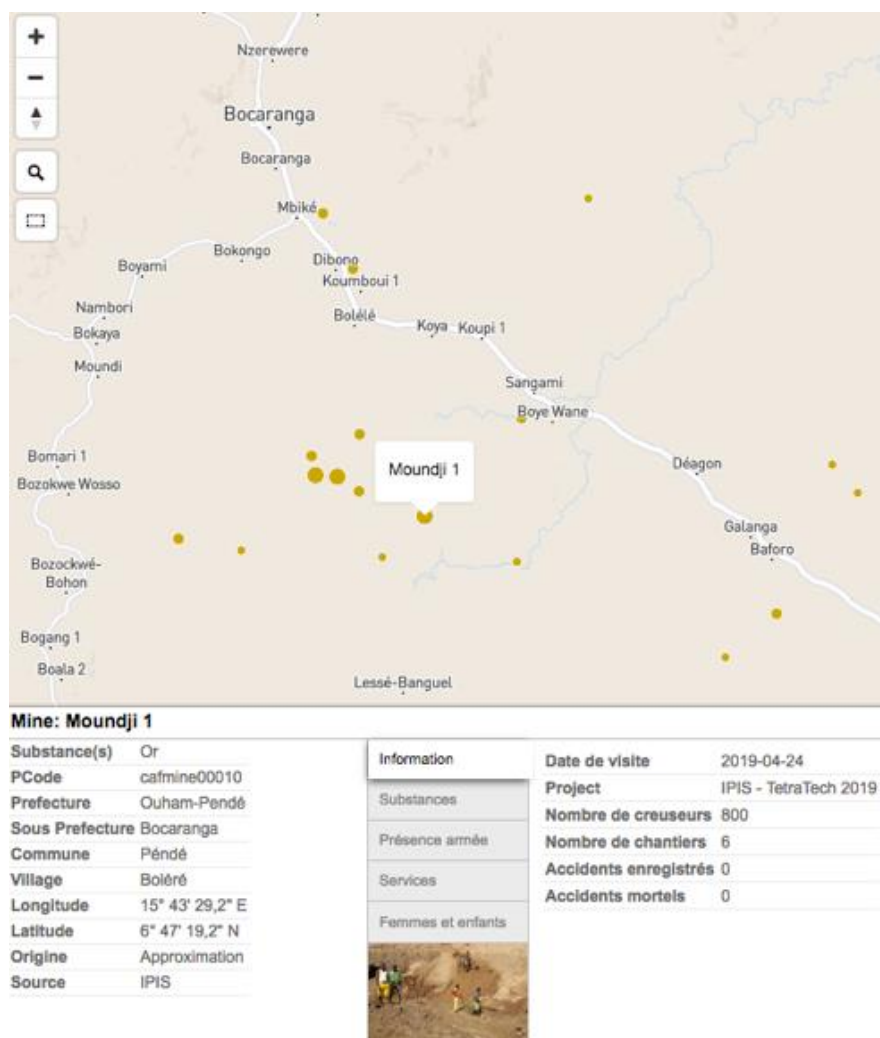 Nzerewere
Bocaranga
Bocaranga
Mbiké
Bokongo
Dibono
Boyami
Koumboui 1
Nambori
Bolélé
Koya
Koupi 1
Bokaya
Moundi
Sangami
Boye Wane
Bomari 1
Moundji 1
Déagon
Bozokwe Wosso
Galanga
Baforo
Bozockwé-
Bohon
Bogang 1
Boala 2
Lessé-Banguel
Mine: Moundji 1
Substance(s) Or
PCode cafmine00010
Prefecture Ouham-Pendé
Sous Prefecture Bocaranga
Commune Péndé
Village Boléré
Longitude 15° 43' 29,2" E
Latitude 6° 47' 19,2" N
Origine Approximation
Source IPIS
Information
Substances
Présence armée
Services
Femmes et enfants
Date de visite 2019-04-24
Project IPIS - TetraTech 2019
Nombre de creuseurs 800
Nombre de chantiers 6
Accidents enregistrés 0
Accidents mortels 0